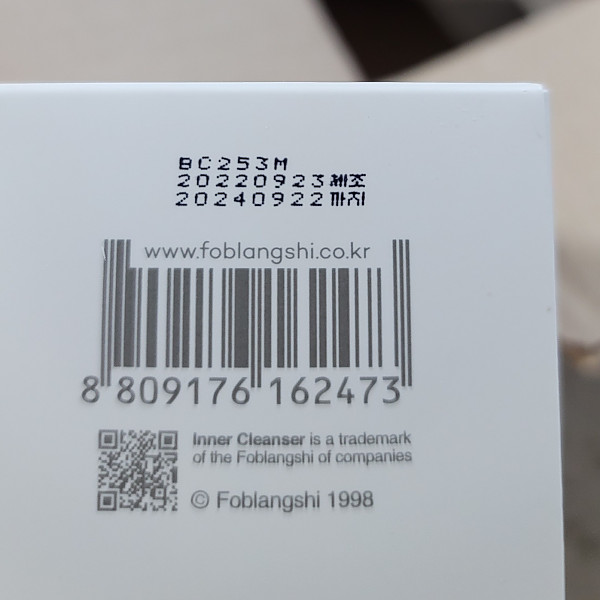 BC253M
20220923제조
20240922까지
www.foblangshi.co.kr
8 809176 162473
Inner Cleanser is a trademark
of the Foblangshi of companies
© Foblangshi 1998